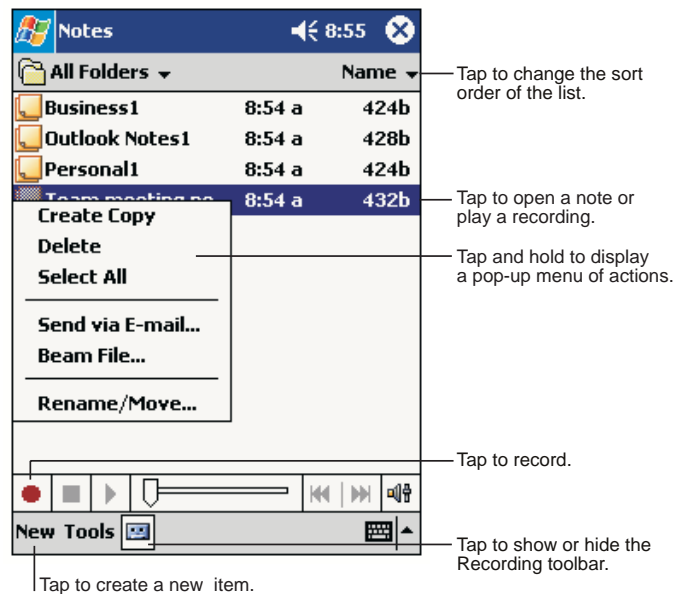 Notes 8:55
All Folders Name
Tap to change the sort
order of the list.
Business1 8:54 a 424b
Outlook Notes1 8:54 a 428b
Personal1 8:54 a 424b
Team meeting no 8:54 a 432b
Tap to open a note or
play a recording.
Create Copy
Delete
Select All
Tap and hold to display
a pop-up menu of actions.
Send via E-mail...
Beam File...
Rename/Move...
Tap to record.
New Tools
Tap to show or hide the
Recording toolbar.
Tap to create a new item.